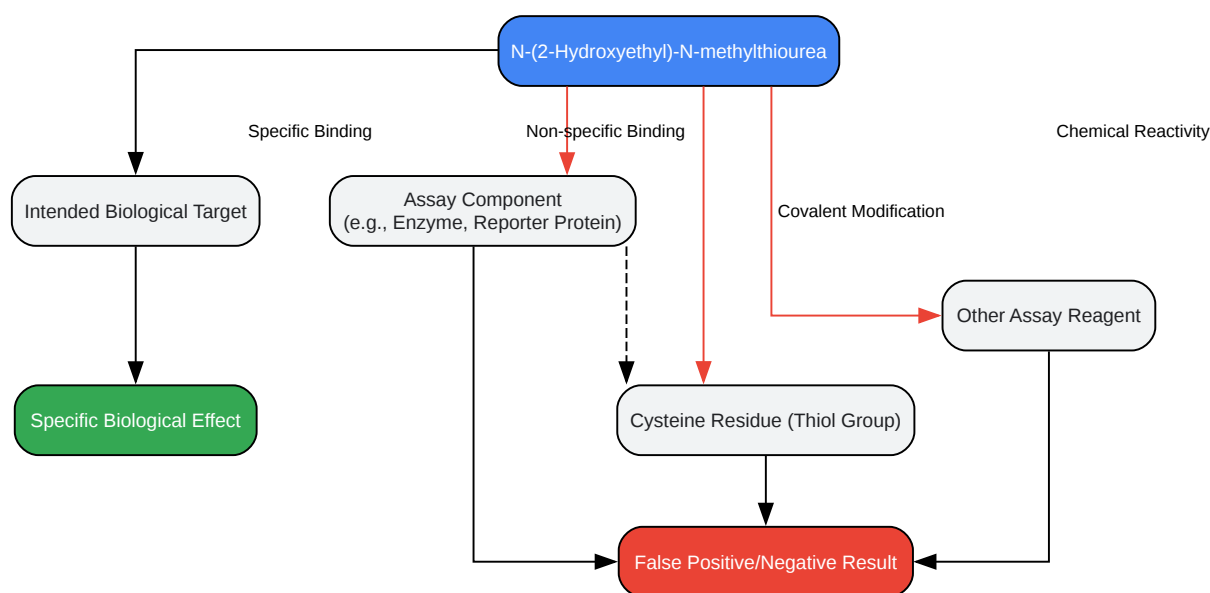 N-(2-Hydroxyethyl)-N-methylthiourea
Specific Binding
Non-specific Binding
Chemical Reactivity
Intended Biological Target
Assay Component
(e.g., Enzyme, Reporter Protein)
Covalent Modification
Other Assay Reagent
Specific Biological Effect
Cysteine Residue (Thiol Group)
False Positive/Negative Result